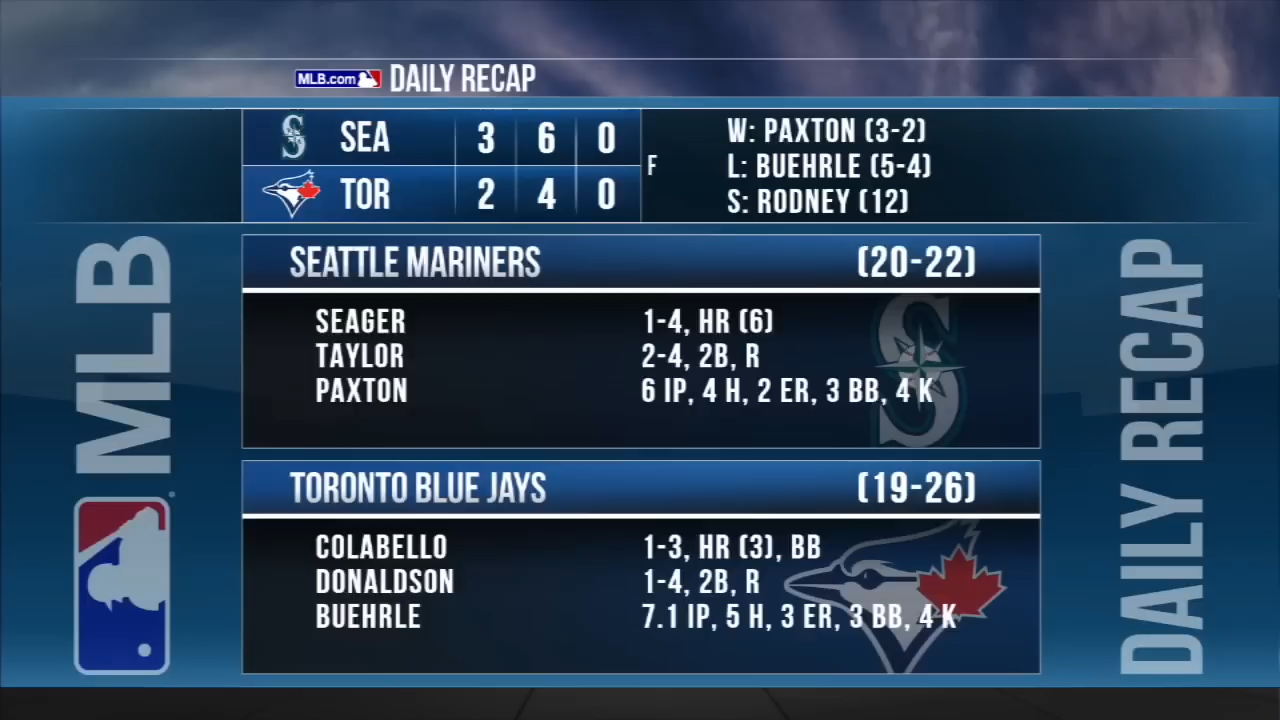 MLB.com DAILY RECAP
SEA 3 6 0
TOR 2 4 0
F
W: PAXTON (3-2)
L: BUEHRLE (5-4)
S: RODNEY (12)
MLB
SEATTLE MARINERS (20-22)
SEAGER 1-4, HR (6)
TAYLOR 2-4, 2B, R
PAXTON 6 IP, 4 H, 2 ER, 3 BB, 4 K
TORONTO BLUE JAYS (19-26)
COLABELLO 1-3, HR (3), BB
DONALDSON 1-4, 2B, R
BUEHRLE 7.1 IP, 5 H, 3 ER, 3 BB, 4 K
DAILY RECAP